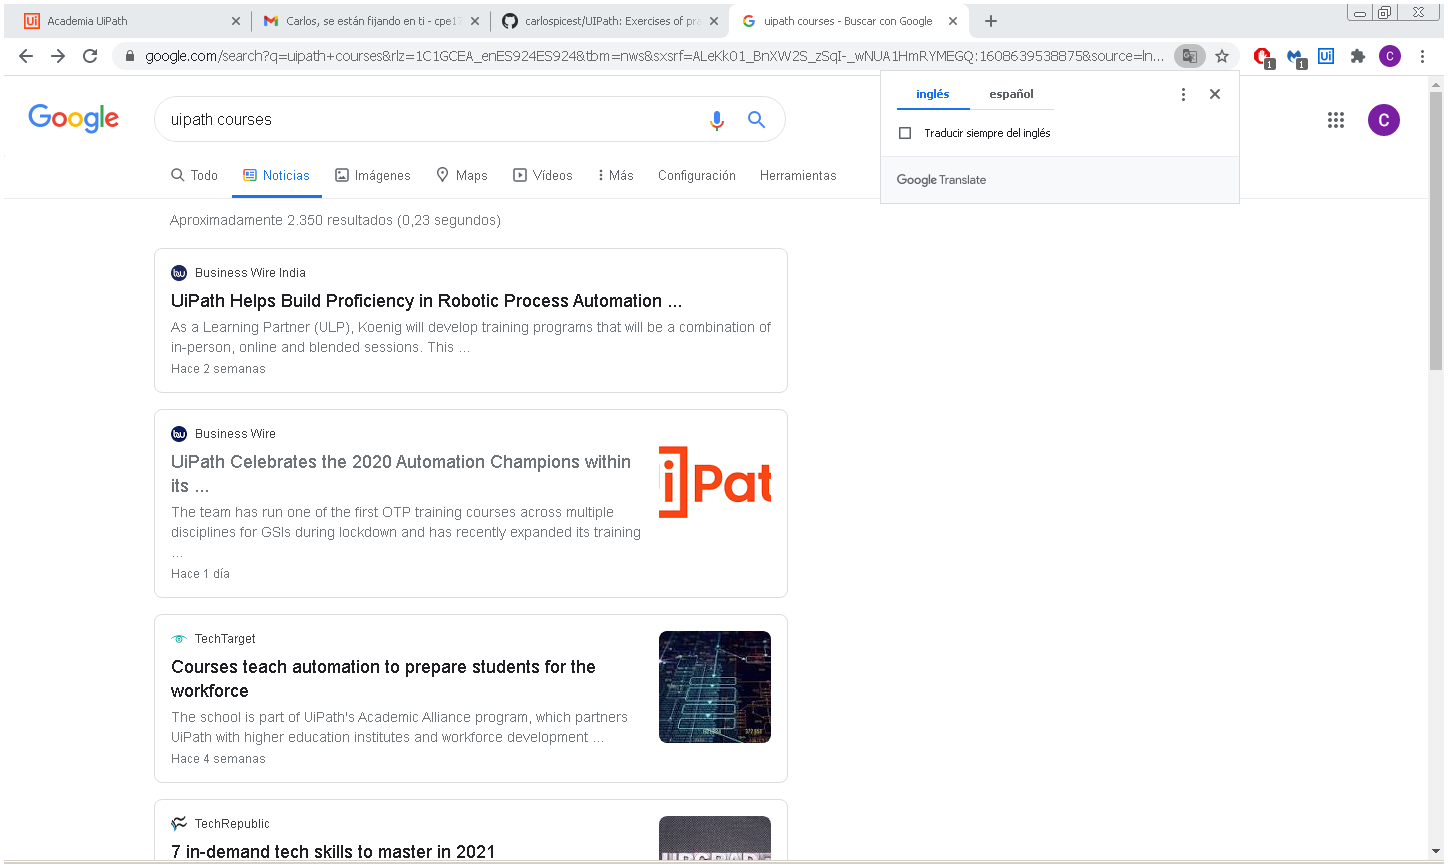 Academia UiPath
Carlos, se están fijando en ti - cpe17
carlospicest/UIPath: Exercises of pre
uipath courses - Buscar con Google
google.com/search?q=uipath+courses&rlz=1C1GCEA_enES924ES924&tbm=nws&sxsrf=ALeKk01_BnXW2S_zSqI-_wNUA1HmRYMEGQ:1608639538875&source=ln...
1
1
Ui
C
inglés español
Traducir siempre del inglés
Google Translate
Google
uipath courses
C
Todo Noticias Imágenes Maps Vídeos Más Configuración Herramientas
Aproximadamente 2.350 resultados (0,23 segundos)
Business Wire India
UiPath Helps Build Proficiency in Robotic Process Automation ...
As a Learning Partner (ULP), Koenig will develop training programs that will be a combination of
in-person, online and blended sessions. This ...
Hace 2 semanas
Business Wire
UiPath Celebrates the 2020 Automation Champions within
its ...
The team has run one of the first OTP training courses across multiple
disciplines for GSIs during lockdown and has recently expanded its training
...
Hace 1 día
i Pat
TechTarget
Courses teach automation to prepare students for the
workforce
The school is part of UiPath's Academic Alliance program, which partners
UiPath with higher education institutes and workforce development ...
Hace 4 semanas
TechRepublic
7 in-demand tech skills to master in 2021